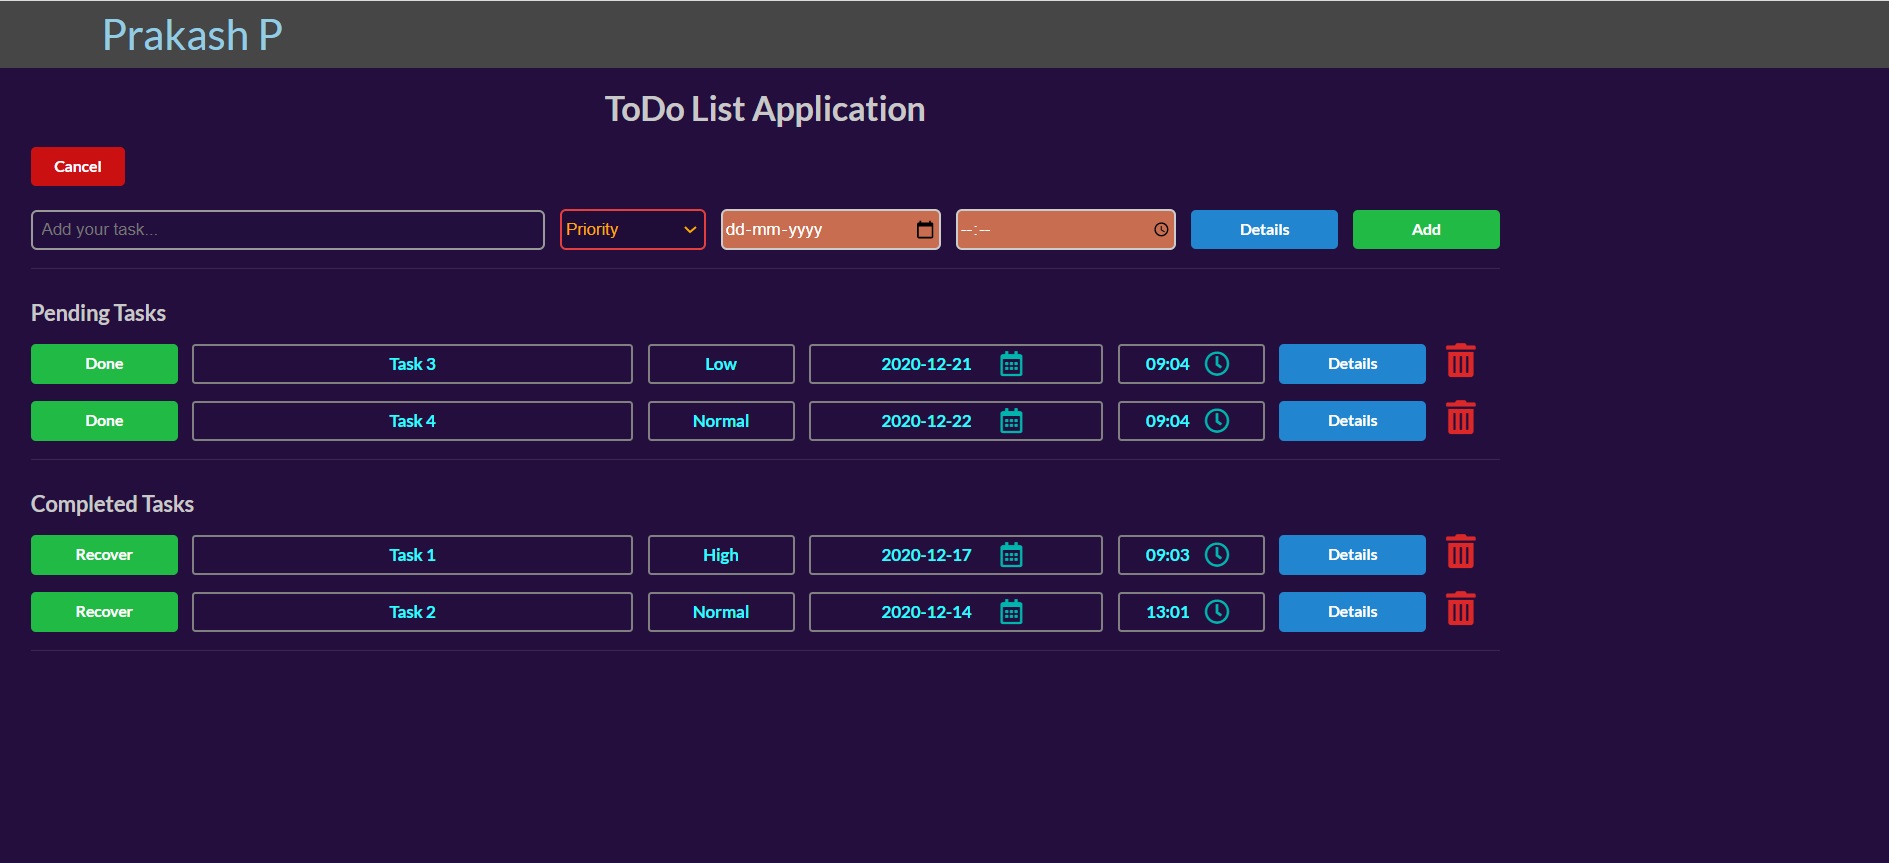 Prakash P
ToDo List Application
Cancel
Add your task... Priority dd-mm-yyyy --:-- Details Add
Pending Tasks
Done Task 3 Low 2020-12-21 09:04 Details
Done Task 4 Normal 2020-12-22 09:04 Details
Completed Tasks
Recover Task 1 High 2020-12-17 09:03 Details
Recover Task 2 Normal 2020-12-14 13:01 Details